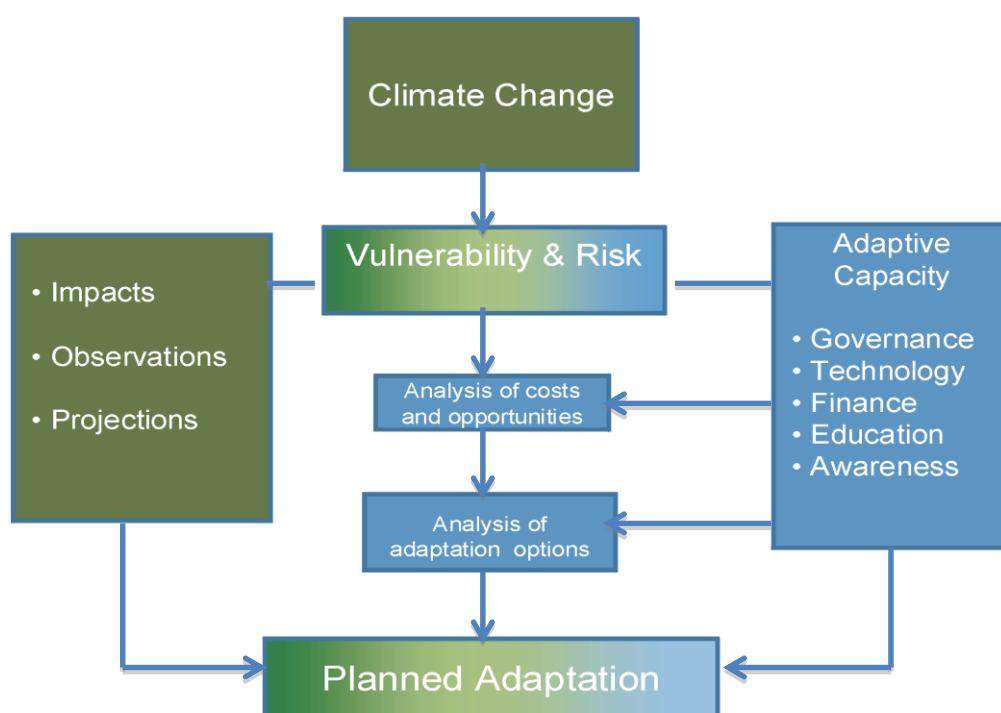 Climate Change
Vulnerability & Risk
• Impacts
• Observations
• Projections
Adaptive
Capacity
• Governance
• Technology
• Finance
• Education
• Awareness
Analysis of costs
and opportunities
Analysis of
adaptation options
Planned Adaptation